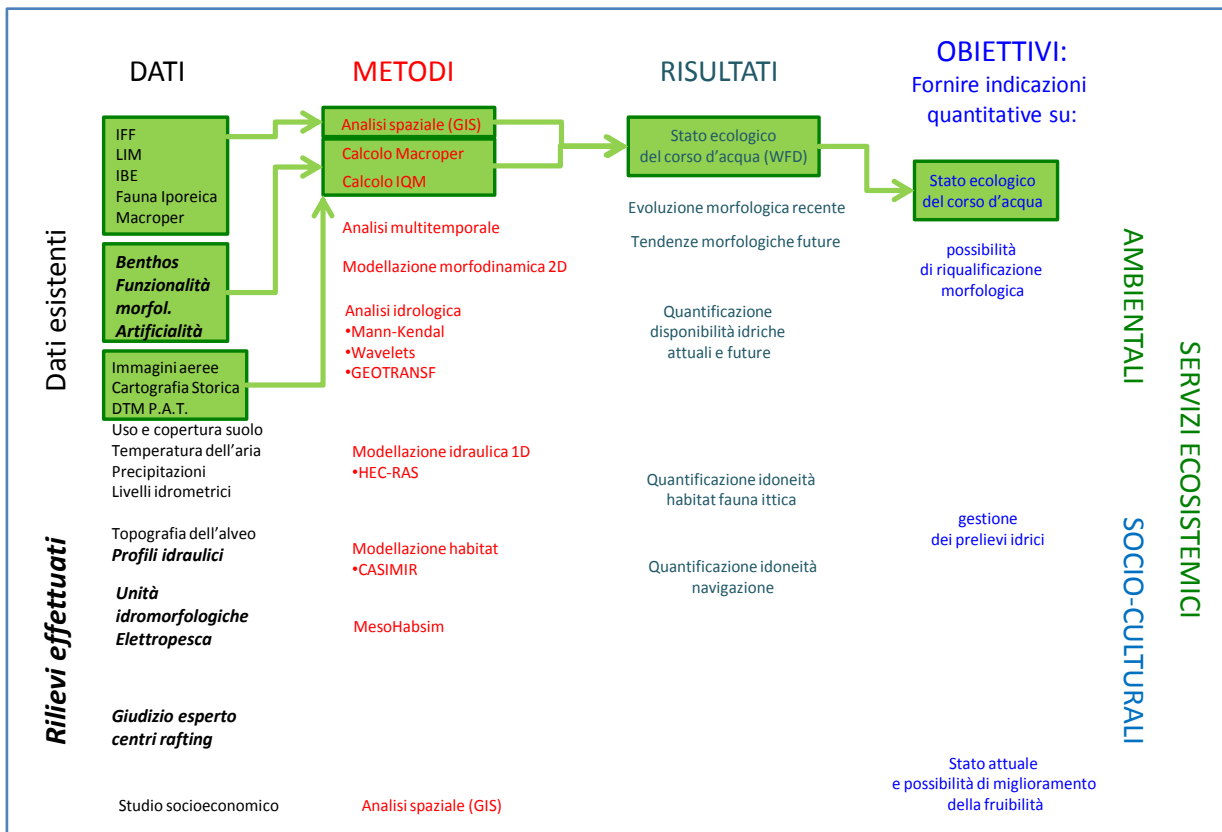 DATI
METODI
RISULTATI
OBIETTIVI:
Fornire indicazioni
quantitative su:
Dati esistenti
Rilievi effettuati
IFF
LIM
IBE
Fauna Iporeica
Macroper
Benthos
Funzionalità
morfol.
Artificialità
Immagini aeree
Cartografia Storica
DTM P.A.T.
Uso e copertura suolo
Temperatura dell'aria
Precipitazioni
Livelli idrometrici
Topografia dell'alveo
Profili idraulici
Unità
idromorfologiche
Elettropesca
Giudizio esperto
centri rafting
Studio socioeconomico
Analisi spaziale (GIS)
Calcolo Macroper
Calcolo IQM
Analisi multitemporale
Modellazione morfodinamica 2D
Analisi idrologica
•Mann-Kendal
•Wavelets
•GEOTRANSF
Modellazione idraulica 1D
•HEC-RAS
Modellazione habitat
•CASIMIR
MesoHabsim
Analisi spaziale (GIS)
Stato ecologico
del corso d'acqua (WFD)
Evoluzione morfologica recente
Tendenze morfologiche future
Quantificazione
disponibilità idriche
attuali e future
Quantificazione idoneità
habitat fauna ittica
Quantificazione idoneità
navigazione
Stato ecologico
del corso d'acqua
possibilità
di riqualificazione
morfologica
gestione
dei prelievi idrici
Stato attuale
e possibilità di miglioramento
della fruibilità
AMBIENTALI
SOCIO-CULTURALI
SERVIZI ECOSISTEMICI